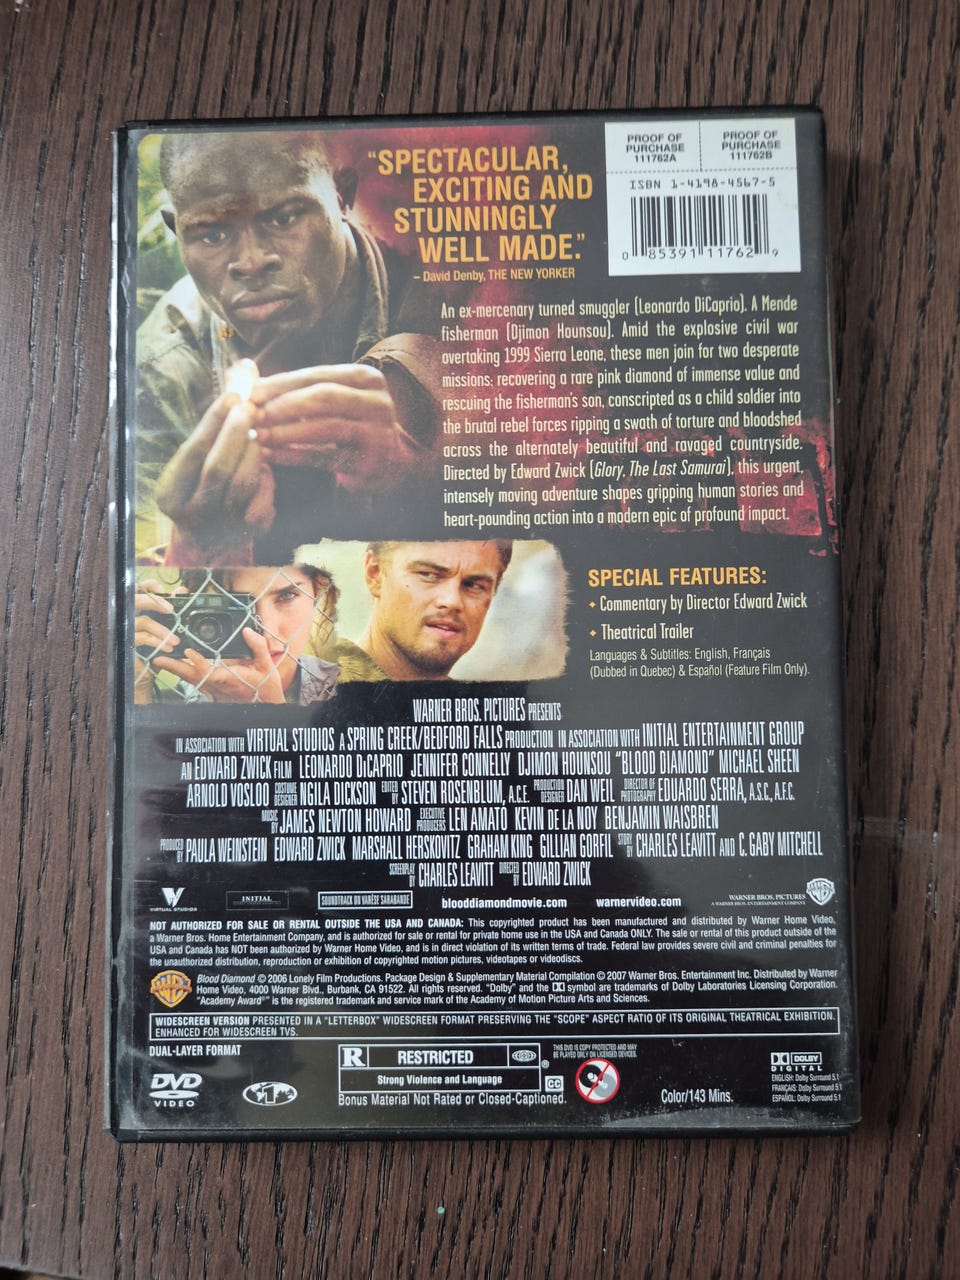 "SPECTACULAR,
EXCITING AND
STUNNINGLY
WELL MADE."
– David Denby, THE NEW YORKER
PROOF OF PURCHASE 111762A
PROOF OF PURCHASE 111762B
ISBN 1-4198-4567-5
0 85391 11762 9
An ex-mercenary turned smuggler (Leonardo DiCaprio). A Mende
fisherman (Djimon Hounsou). Amid the explosive civil war
overtaking 1999 Sierra Leone, these men join for two desperate
missions: recovering a rare pink diamond of immense value and
rescuing the fisherman's son, conscripted as a child soldier into
the brutal rebel forces ripping a swath of torture and bloodshed
across the alternately beautiful and ravaged countryside.
Directed by Edward Zwick (Glory, The Last Samurai), this urgent,
intensely moving adventure shapes gripping human stories and
heart-pounding action into a modern epic of profound impact.
SPECIAL FEATURES:
✦ Commentary by Director Edward Zwick
✦ Theatrical Trailer
Languages & Subtitles: English, Français
(Dubbed in Quebec) & Español (Feature Film Only).
WARNER BROS. PICTURES PRESENTS
IN ASSOCIATION WITH VIRTUAL STUDIOS A SPRING CREEK/BEDFORD FALLS PRODUCTION IN ASSOCIATION WITH INITIAL ENTERTAINMENT GROUP
AN EDWARD ZWICK FILM LEONARDO DiCAPRIO JENNIFER CONNELLY DJIMON HOUNSOU "BLOOD DIAMOND" MICHAEL SHEEN
ARNOLD VOSLOO COSTUME DESIGNER NGILA DICKSON EDITED BY STEVEN ROSENBLUM, A.C.E. PRODUCTION DESIGNER DAN WEIL DIRECTOR OF PHOTOGRAPHY EDUARDO SERRA, A.S.C., A.F.C.
MUSIC BY JAMES NEWTON HOWARD EXECUTIVE PRODUCERS LEN AMATO KEVIN DE LA NOY BENJAMIN WAISBREN
PRODUCED BY PAULA WEINSTEIN EDWARD ZWICK MARSHALL HERSKOVITZ GRAHAM KING GILLIAN GORFIL STORY BY CHARLES LEAVITT AND C. GABY MITCHELL
SCREENPLAY BY CHARLES LEAVITT DIRECTED BY EDWARD ZWICK
VIRTUAL STUDIOS
INITIAL
SOUNDTRACK ON VARÈSE SARABANDE
blooddiamondmovie.com
warnervideo.com
WARNER BROS. PICTURES
A WARNER BROS. ENTERTAINMENT COMPANY
NOT AUTHORIZED FOR SALE OR RENTAL OUTSIDE THE USA AND CANADA: This copyrighted product has been manufactured and distributed by Warner Home Video,
a Warner Bros. Home Entertainment Company, and is authorized for sale or rental for private home use in the USA and Canada ONLY. The sale or rental of this product outside of the
USA and Canada has NOT been authorized by Warner Home Video, and is in direct violation of its written terms of trade. Federal law provides severe civil and criminal penalties for
the unauthorized distribution, reproduction or exhibition of copyrighted motion pictures, videotapes or videodiscs.
WB
Blood Diamond © 2006 Lonely Film Productions. Package Design & Supplementary Material Compilation © 2007 Warner Bros. Entertainment Inc. Distributed by Warner
Home Video, 4000 Warner Blvd., Burbank, CA 91522. All rights reserved. "Dolby" and the DD symbol are trademarks of Dolby Laboratories Licensing Corporation.
"Academy Award®" is the registered trademark and service mark of the Academy of Motion Picture Arts and Sciences.
WIDESCREEN VERSION PRESENTED IN A "LETTERBOX" WIDESCREEN FORMAT PRESERVING THE "SCOPE" ASPECT RATIO OF ITS ORIGINAL THEATRICAL EXHIBITION.
ENHANCED FOR WIDESCREEN TVS.
DUAL-LAYER FORMAT
DVD
VIDEO
1
R RESTRICTED ®
Strong Violence and Language
CC
Bonus Material Not Rated or Closed-Captioned.
THIS DVD IS COPY PROTECTED AND MAY
BE PLAYED ONLY ON LICENSED DEVICES.
Color/143 Mins.
DOLBY
DIGITAL
ENGLISH: Dolby Surround 5.1
FRANÇAIS: Dolby Surround 5.1
ESPAÑOL: Dolby Surround 5.1